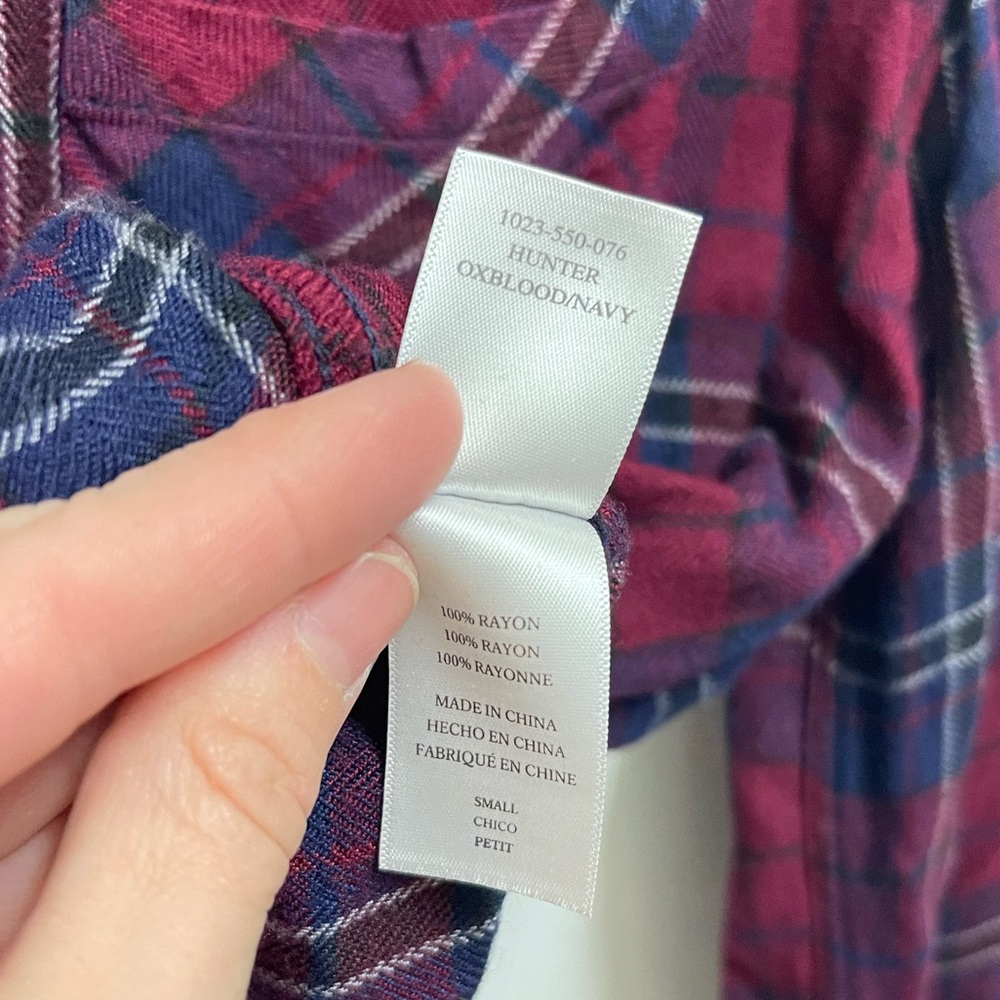 1023-550-076
HUNTER
OXBLOOD/NAVY
100% RAYON
100% RAYON
100% RAYONNE
MADE IN CHINA
HECHO EN CHINA
FABRIQUÉ EN CHINE
SMALL
CHICO
PETIT